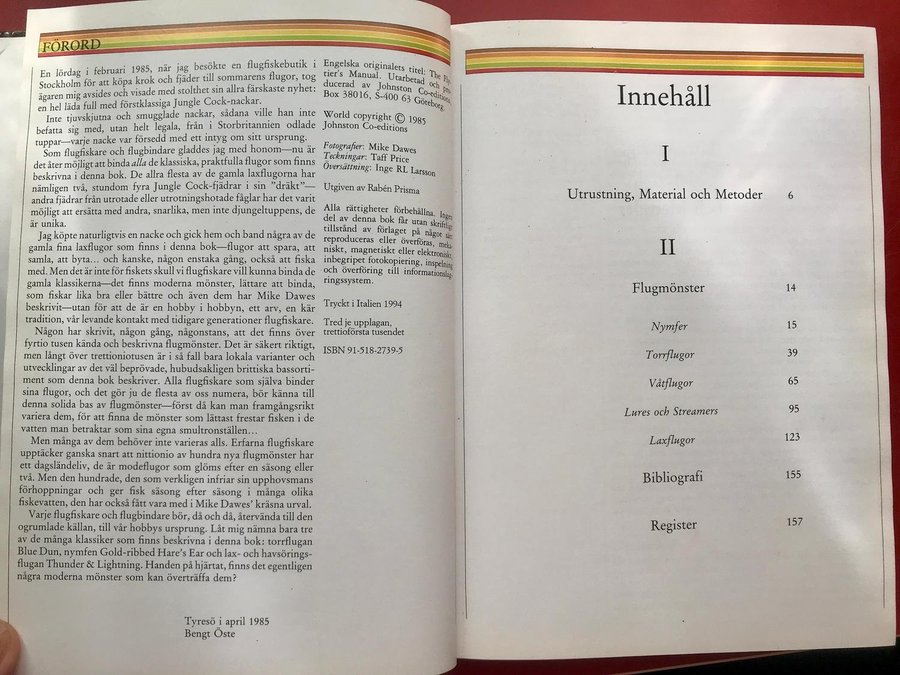 FÖRORD
En lördag i februari 1985, när jag besökte en flugfiskebutik i
Stockholm för att köpa krok och fjäder till sommarens flugor, tog
ägaren mig avsides och visade med stolthet sin allra färskaste nyhet:
en hel låda full med förstklassiga Jungle Cock-nackar.
Inte tjuvskjutna och smugglade nackar, sådana ville han inte
befatta sig med, utan helt legala, från i Storbritannien odlade
tuppar—varje nacke var försedd med ett intyg om sitt ursprung.
Som flugfiskare och flugbindare gladdes jag med honom—nu är
det åter möjligt att binda alla de klassiska, praktfulla flugor som finns
beskrivna i denna bok. De allra flesta av de gamla laxflugorna har
nämligen två, stundom fyra Jungle Cock-fjädrar i sin ”dräkt”—
andra fjädrar från utrotade eller utrotningshotade fåglar har det varit
möjligt att ersätta med andra, snarlika, men inte djungeltuppens, de
är unika.
Jag köpte naturligtvis en nacke och gick hem och band några av de
gamla fina laxflugor som finns i denna bok—flugor att spara, att
samla, att byta... och kanske, någon enstaka gång, också att fiska
med. Men det är inte för fiskets skull vi flugfiskare vill kunna binda de
gamla klassikerna—det finns moderna mönster, lättare att binda,
som fiskar lika bra eller bättre och även dem har Mike Dawes
beskrivit—utan för att de är en hobby i hobbyn, ett arv, en kär
tradition, vår levande kontakt med tidigare generationer flugfiskare.
Någon har skrivit, någon gång, någonstans, att det finns över
fyrtio tusen kända och beskrivna flugmönster. Det är säkert riktigt,
men långt över trettioniotusen är i så fall bara lokala varianter och
utvecklingar av det väl beprövade, hubudsakligen brittiska bassorti-
ment som denna bok beskriver. Alla flugfiskare som själva binder
sina flugor, och det gör ju de flesta av oss numera, bör känna till
denna solida bas av flugmönster—först då kan man framgångsrikt
variera dem, för att finna de mönster som lättast frestar fisken i de
vatten man betraktar som sina egna smultronställen...
Men många av dem behöver inte varieras alls. Erfarna flugfiskare
upptäcker ganska snart att nittionio av hundra nya flugmönster har
ett dagsländeliv, de är modeflugor som glöms efter en säsong eller
två. Men den hundrade, den som verkligen infriar sin upphovsmans
förhoppningar och ger fisk säsong efter säsong i många olika
fiskevatten, den har också fått vara med i Mike Dawes’ kräsna urval.
Varje flugfiskare och flugbindare bör, då och då, återvända till den
ogrumlade källan, till vår hobbys ursprung. Låt mig nämna bara tre
av de många klassiker som finns beskrivna i denna bok: torrflugan
Blue Dun, nymfen Gold-ribbed Hare's Ear och lax- och havsörings-
flugan Thunder & Lightning. Handen på hjärtat, finns det egentligen
några moderna mönster som kan överträffa dem?
Tyresö i april 1985
Bengt Öste
Engelska originalets titel: The Fly-
tier's Manual. Utarbetad och pro-
ducerad av Johnston Co-editions,
Box 38016, S-400 63 Göteborg.
World copyright © 1985
Johnston Co-editions
Fotografier: Mike Dawes
Teckningar: Taff Price
Översättning: Inge RL Larsson
Utgiven av Rabén Prisma
Alla rättigheter förbehållna. Ingen
del av denna bok får utan skriftligt
tillstånd av förlaget på något sätt
reproduceras eller överföras, meka-
niskt, magnetiskt eller elektroniskt,
inbegripet fotokopiering, inspelning
och överföring till informationslag-
ringssystem.
Tryckt i Italien 1994
Tred je upplagan,
trettioförsta tusendet
ISBN 91-518-2739-5
Innehåll
I
Utrustning, Material och Metoder 6
II
Flugmönster 14
Nymfer 15
Torrflugor 39
Våtflugor 65
Lures och Streamers 95
Laxflugor 123
Bibliografi 155
Register 157